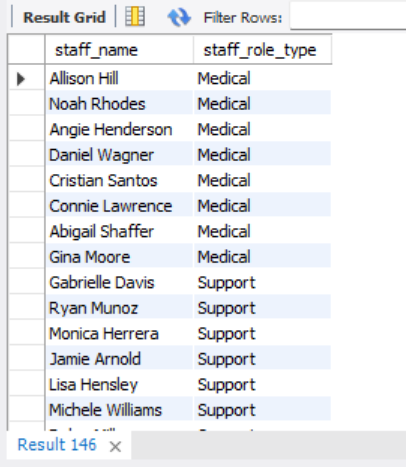 Result Grid Filter Rows:
staff_name staff_role_type
Allison Hill Medical
Noah Rhodes Medical
Angie Henderson Medical
Daniel Wagner Medical
Cristian Santos Medical
Connie Lawrence Medical
Abigail Shaffer Medical
Gina Moore Medical
Gabrielle Davis Support
Ryan Munoz Support
Monica Herrera Support
Jamie Arnold Support
Lisa Hensley Support
Michele Williams Support
Result 146 ×